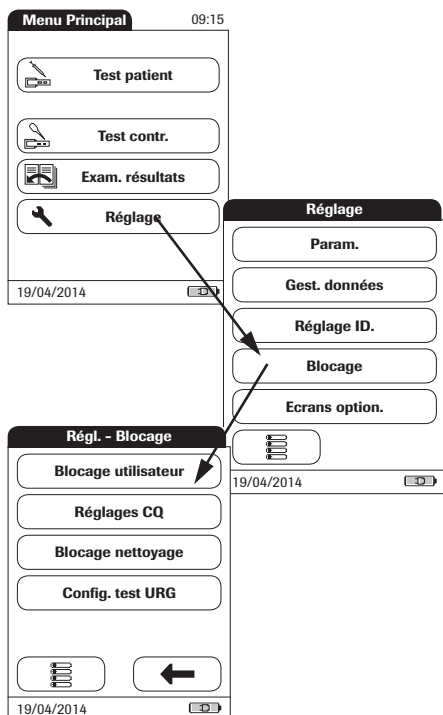 Menu Principal
09:15
Test patient
Test contr.
Exam. résultats
Réglage
19/04/2014
Réglage
Param.
Gest. données
Réglage ID.
Blocage
Ecrans option.
19/04/2014
Régl. - Blocage
Blocage utilisateur
Réglages CQ
Blocage nettoyage
Config. test URG
19/04/2014